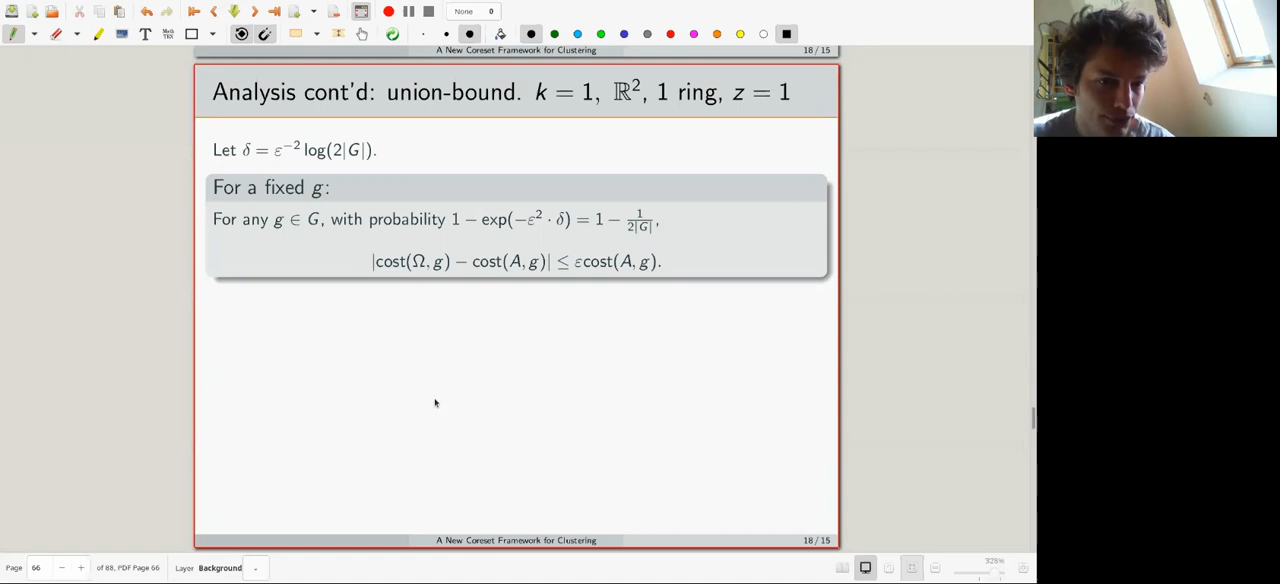 None 0
A New Coreset Framework for Clustering 18 / 15
Analysis cont'd: union-bound. k = 1, ℝ², 1 ring, z = 1
Let δ = ε⁻² log(2|G|).
For a fixed g:
For any g ∈ G, with probability 1 − exp(−ε² · δ) = 1 − 1/(2|G|),
|cost(Ω, g) − cost(A, g)| ≤ εcost(A, g).
A New Coreset Framework for Clustering 18 / 15
Page 66 − + of 88, PDF Page 66 Layer Background 328%